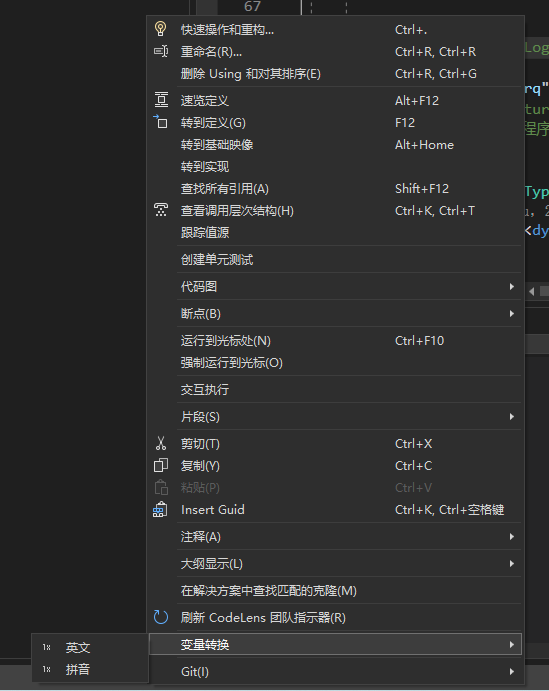 67
快速操作和重构... Ctrl+.
重命名(R)... Ctrl+R, Ctrl+R
Log
删除 Using 和对其排序(E) Ctrl+R, Ctrl+G
rq"
速览定义 Alt+F12
tur
转到定义(G) F12
程序
转到基础映像 Alt+Home
转到实现
查找所有引用(A) Shift+F12
Typ
查看调用层次结构(H) Ctrl+K, Ctrl+T
跟踪值源
<dy
创建单元测试
代码图
断点(B)
运行到光标处(N) Ctrl+F10
强制运行到光标(O)
交互执行
片段(S)
剪切(T) Ctrl+X
复制(Y) Ctrl+C
粘贴(P) Ctrl+V
Insert Guid Ctrl+K, Ctrl+空格键
注释(A)
大纲显示(L)
在解决方案中查找匹配的克隆(M)
刷新 CodeLens 团队指示器(R)
变量转换
英文
拼音
Git(I)